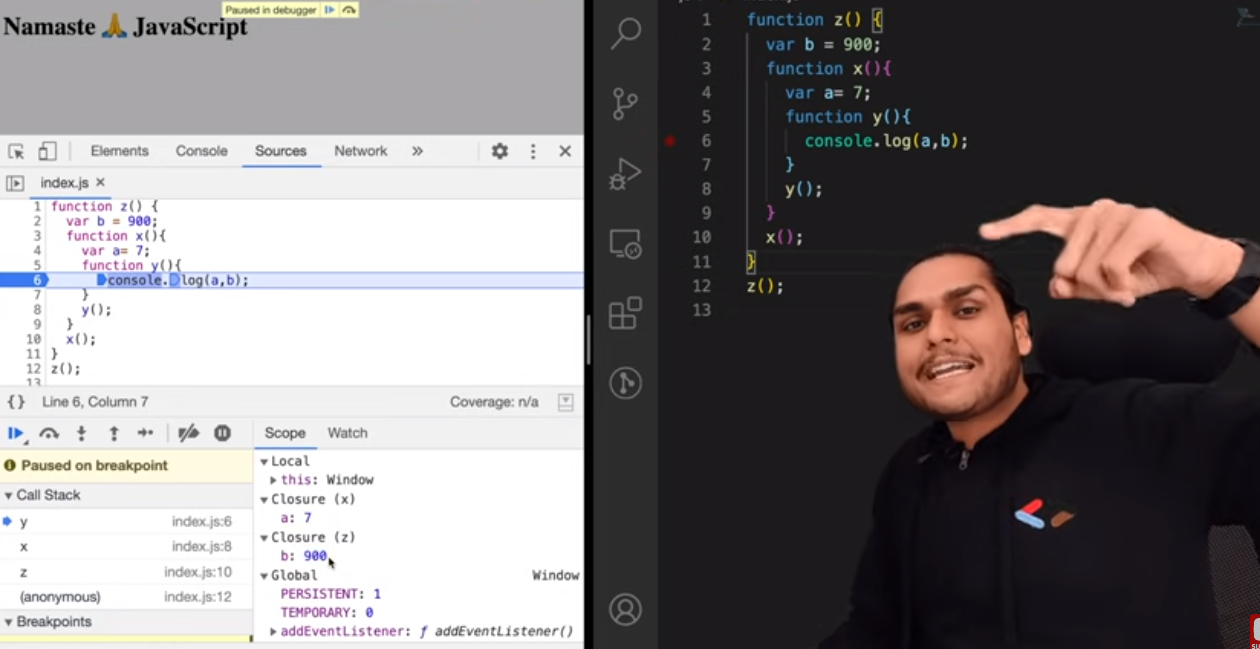 Paused in debugger
Namaste 🙏 JavaScript
Elements Console Sources Network »
index.js ×
1 function z() {
2 var b = 900;
3 function x(){
4 var a= 7;
5 function y(){
6 console.log(a,b);
7 }
8 y();
9 }
10 x();
11 }
12 z();
13
{} Line 6, Column 7 Coverage: n/a
Scope Watch
Paused on breakpoint
Call Stack
y index.js:6
x index.js:8
z index.js:10
(anonymous) index.js:12
Breakpoints
Local
this: Window
Closure (x)
a: 7
Closure (z)
b: 900
Global Window
PERSISTENT: 1
TEMPORARY: 0
addEventListener: ƒ addEventListener()
1 function z() {
2 var b = 900;
3 function x(){
4 var a= 7;
5 function y(){
6 console.log(a,b);
7 }
8 y();
9 }
10 x();
11 }
12 z();
13